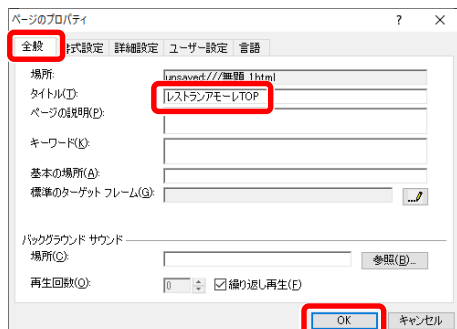 ページのプロパティ ? ×
全般 書式設定 詳細設定 ユーザー設定 言語
場所: unsaved:///無題_1.html
タイトル(T): レストランアモーレTOP
ページの説明(P):
キーワード(K):
基本の場所(A):
標準のターゲット フレーム(G): ...
バックグラウンド サウンド
場所(C): 参照(B)...
再生回数(O): 0 繰り返し再生(F)
OK キャンセル